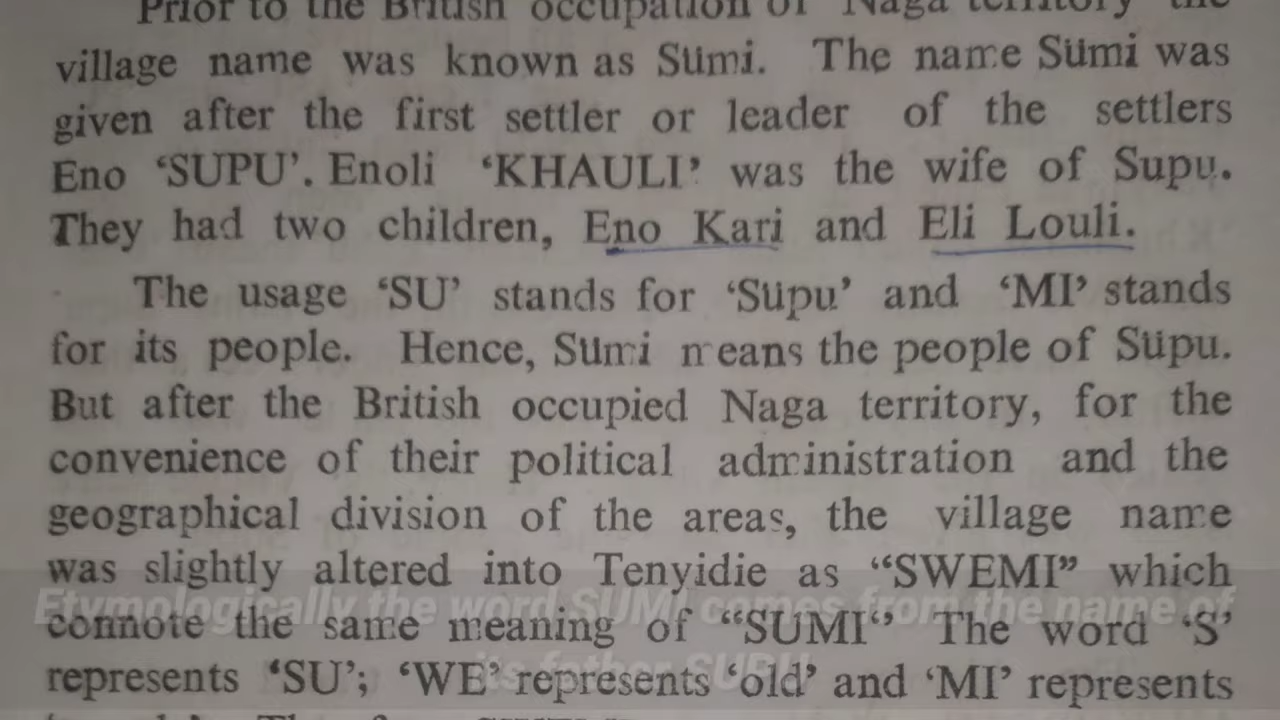 Prior to the British occupation of Naga territory the
village name was known as Sümi. The name Sümi was
given after the first settler or leader of the settlers
Eno ‘SUPU’. Enoli ‘KHAULI’ was the wife of Supu.
They had two children, Eno Kari and Eli Louli.
The usage ‘SU’ stands for ‘Süpu’ and ‘MI’ stands
for its people. Hence, Sümi means the people of Süpu.
But after the British occupied Naga territory, for the
convenience of their political administration and the
geographical division of the areas, the village name
was slightly altered into Tenyidie as “SWEMI” which
Etymologically the word SUMI comes from the name of
connote the same meaning of “SUMI“ The word ‘S’
its father SUPU
represents ‘SU’; ‘WE’ represents ‘old’ and ‘MI’ represents